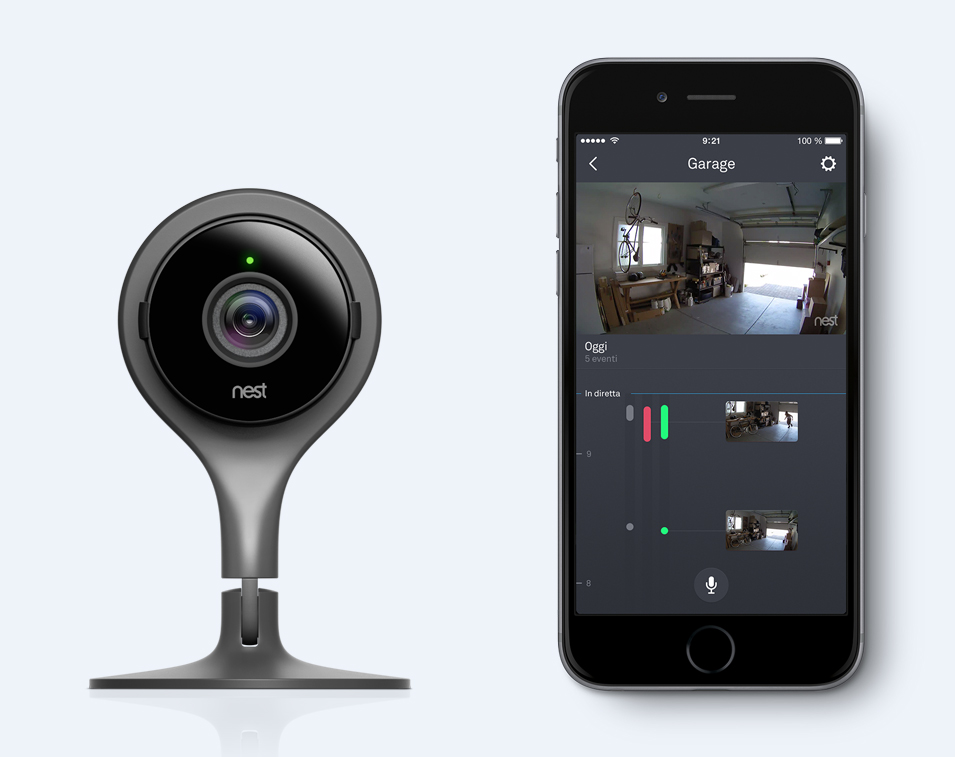 nest
9:21
100 %
Garage
nest
Oggi
5 eventi
In diretta
9
8